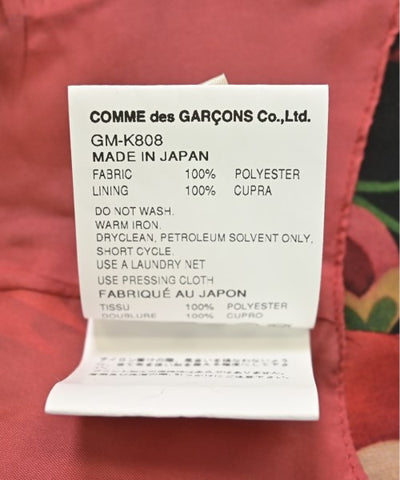 COMME des GARÇONS Co.,Ltd.
GM-K808
MADE IN JAPAN
FABRIC 100% POLYESTER
LINING 100% CUPRA
DO NOT WASH.
WARM IRON.
DRYCLEAN, PETROLEUM SOLVENT ONLY,
SHORT CYCLE.
USE A LAUNDRY NET
USE PRESSING CLOTH
FABRIQUÉ AU JAPON
TISSU 100% POLYESTER
DOUBLURE 100% CUPRO